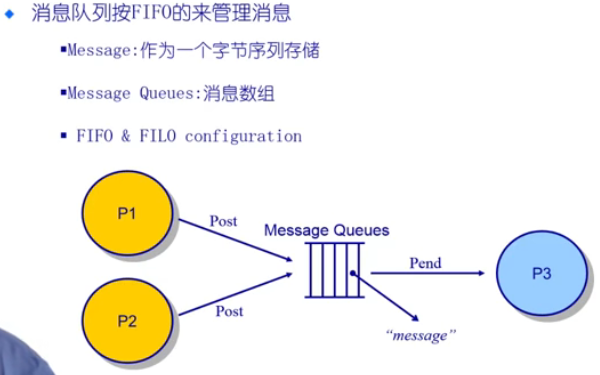 消息队列按FIFO的来管理消息
Message:作为一个字节序列存储
Message Queues:消息数组
FIFO & FILO configuration
P1
Post
Message Queues
Pend
P3
P2
Post
“message”